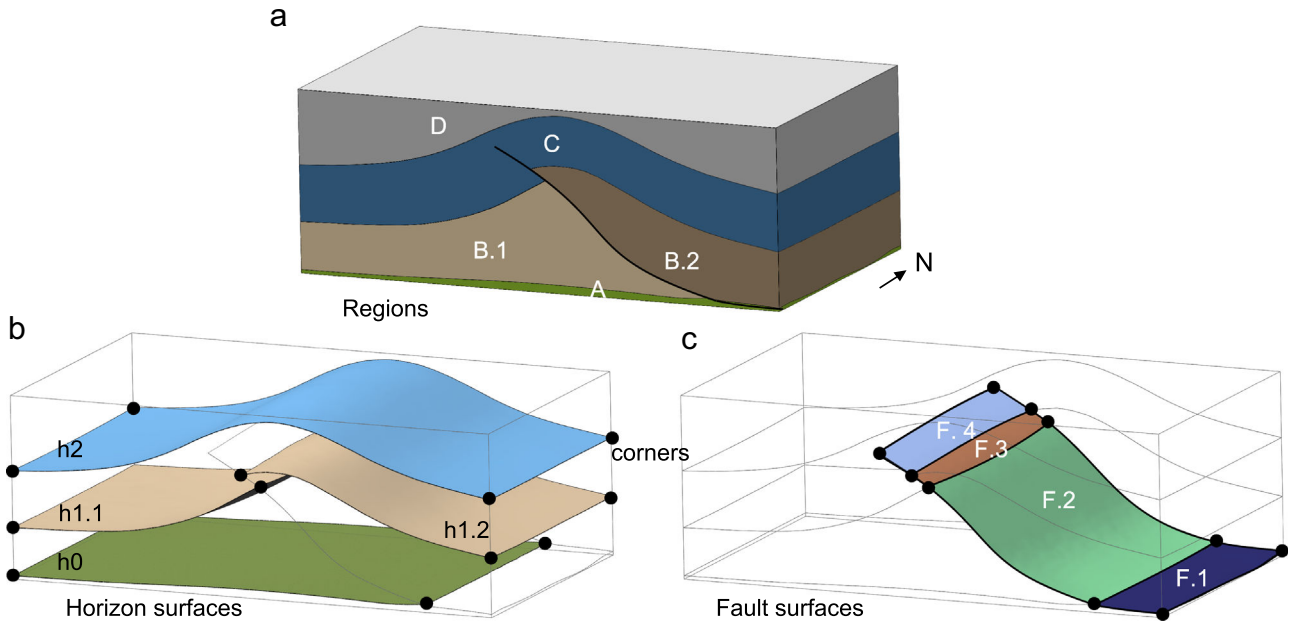 a
D
C
B.1
B.2
A
N
Regions
b
c
h2
corners
h1.1
h1.2
h0
Horizon surfaces
F. 4
F.3
F.2
F.1
Fault surfaces